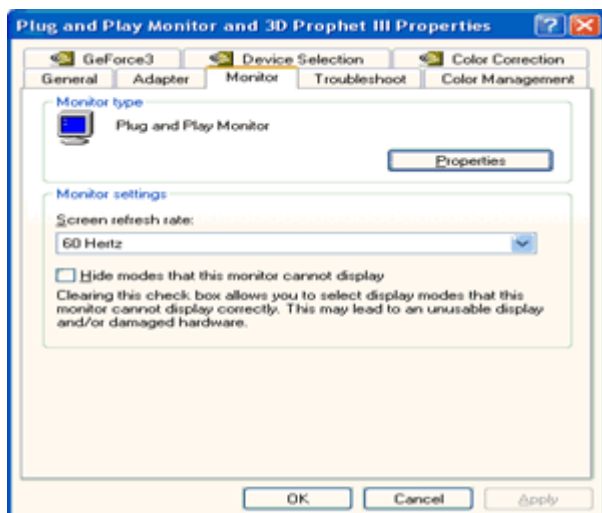 Plug and Play Monitor and 3D Prophet III Properties
GeForce3 Device Selection Color Correction
General Adapter Monitor Troubleshoot Color Management
Monitor type
Plug and Play Monitor
Properties
Monitor settings
Screen refresh rate:
60 Hertz
Hide modes that this monitor cannot display
Clearing this check box allows you to select display modes that this
monitor cannot display correctly. This may lead to an unusable display
and/or damaged hardware.
OK Cancel Apply